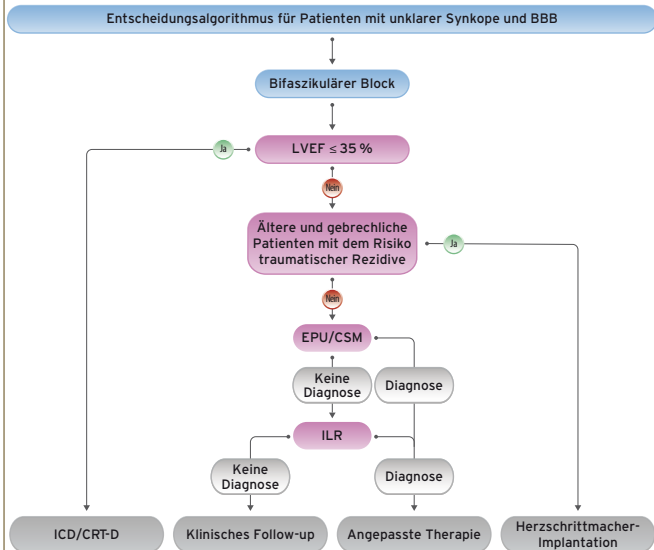 Entscheidungsalgorithmus für Patienten mit unklarer Synkope und BBB
Bifaszikulärer Block
Ja
LVEF ≤ 35 %
Nein
Ältere und gebrechliche
Patienten mit dem Risiko
traumatischer Rezidive
Ja
Nein
EPU/CSM
Keine
Diagnose
Diagnose
ILR
Keine
Diagnose
Diagnose
ICD/CRT-D
Klinisches Follow-up
Angepasste Therapie
Herzschrittmacher-
Implantation